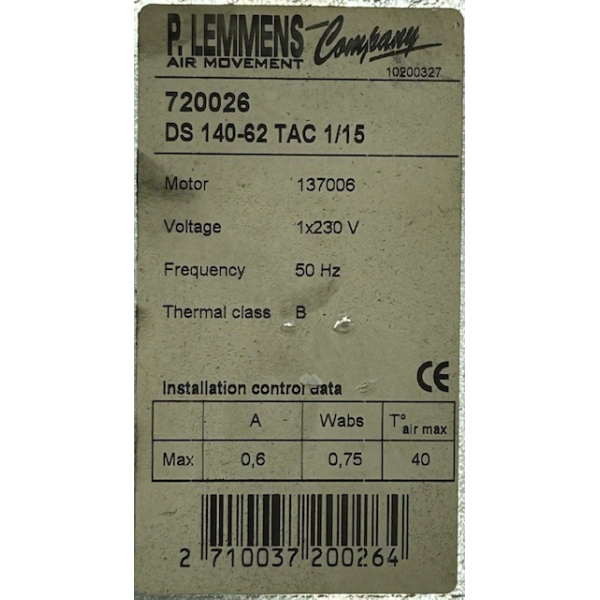 P. LEMMENS Company
AIR MOVEMENT
10200327
720026
DS 140-62 TAC 1/15
Motor 137006
Voltage 1x230 V
Frequency 50 Hz
Thermal class B
CE
Installation control data
A Wabs T° air max
Max 0,6 0,75 40
2 710037 200264